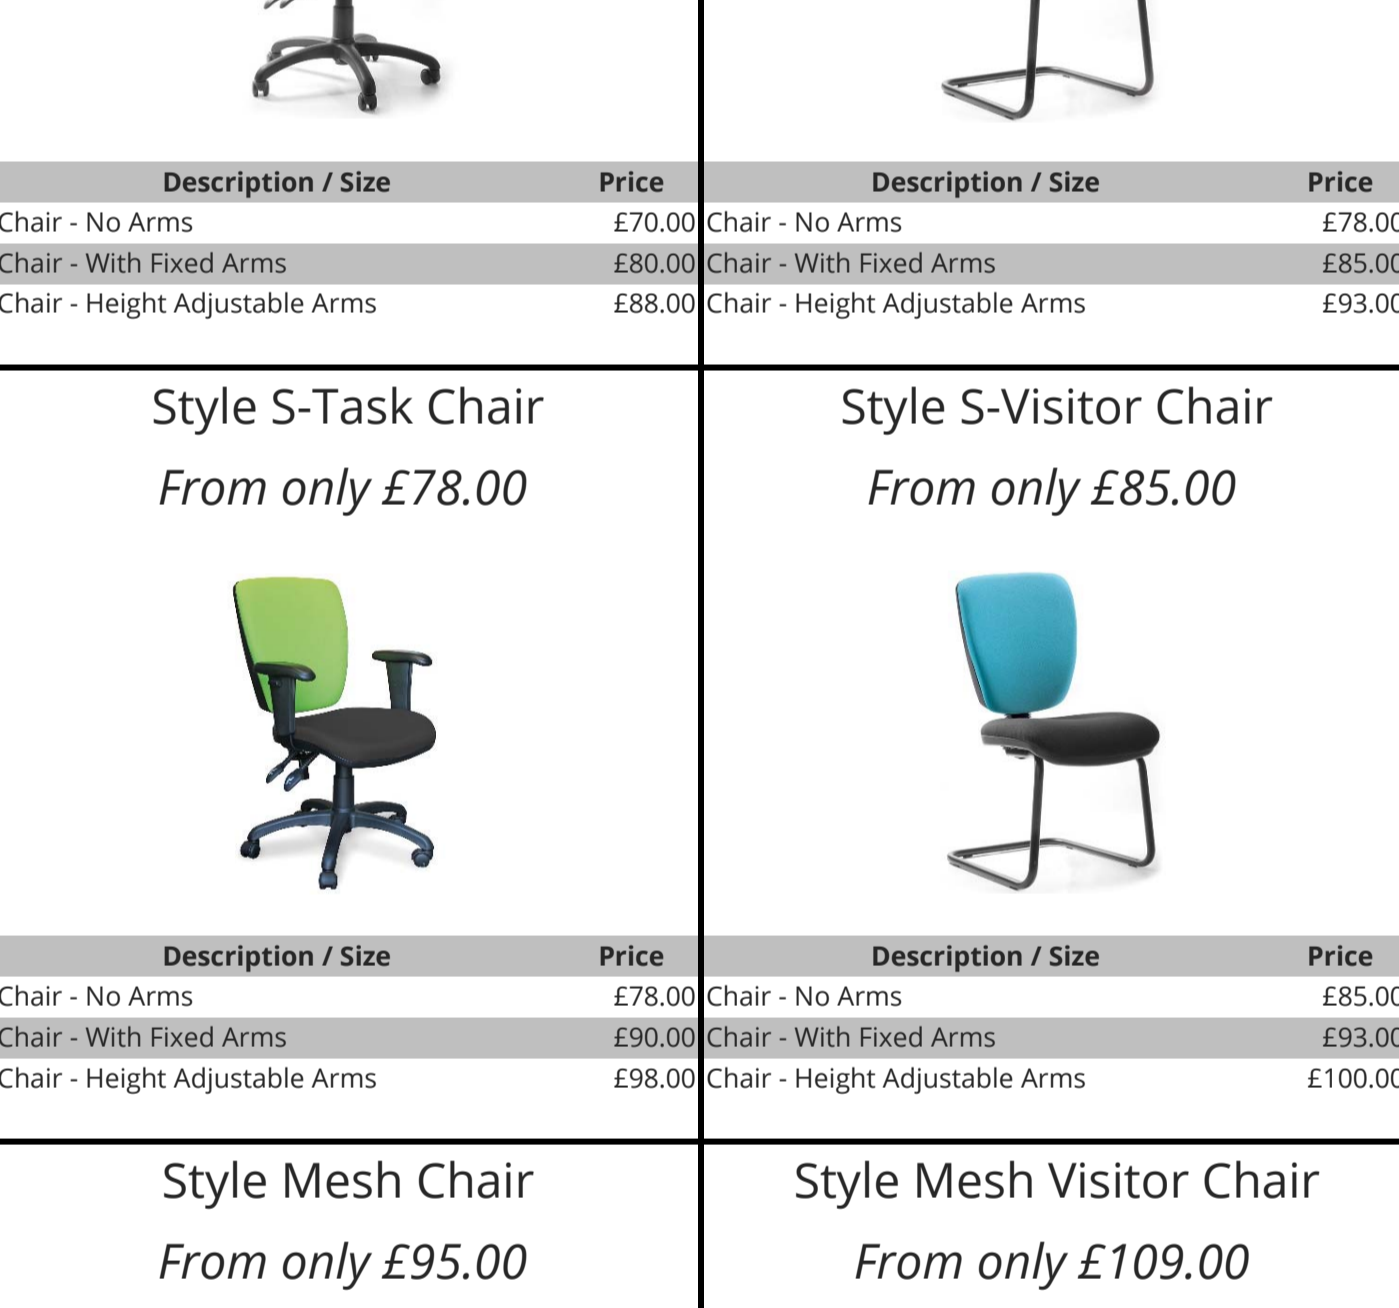 Description / Size Price
Chair - No Arms £70.00
Chair - With Fixed Arms £80.00
Chair - Height Adjustable Arms £88.00
Description / Size Price
Chair - No Arms £78.00
Chair - With Fixed Arms £85.00
Chair - Height Adjustable Arms £93.00
Style S-Task Chair
From only £78.00
Description / Size Price
Chair - No Arms £78.00
Chair - With Fixed Arms £90.00
Chair - Height Adjustable Arms £98.00
Style S-Visitor Chair
From only £85.00
Description / Size Price
Chair - No Arms £85.00
Chair - With Fixed Arms £93.00
Chair - Height Adjustable Arms £100.00
Style Mesh Chair
From only £95.00
Style Mesh Visitor Chair
From only £109.00